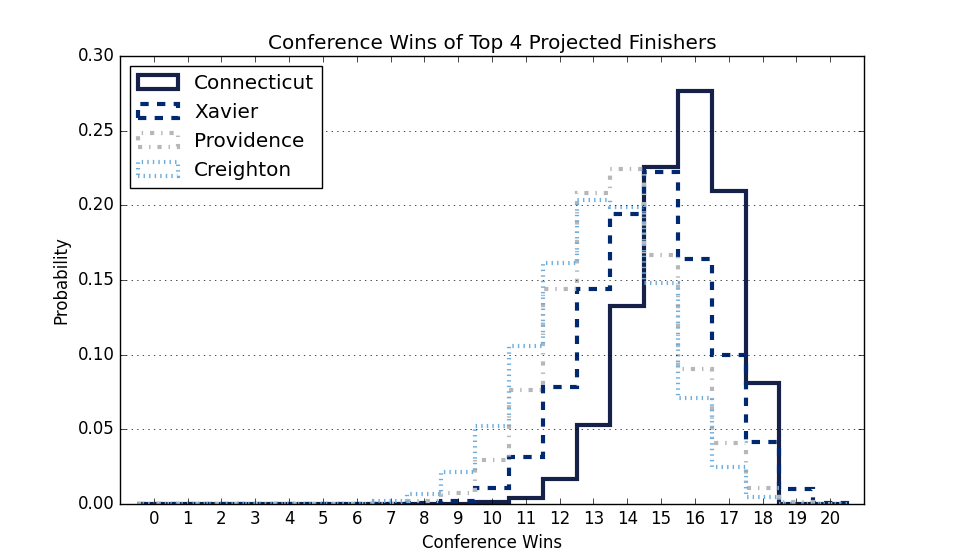 Conference Wins of Top 4 Projected Finishers
0.30
0.25
0.20
0.15
0.10
0.05
0.00
Probability
Connecticut
Xavier
Providence
Creighton
0 1 2 3 4 5 6 7 8 9 10 11 12 13 14 15 16 17 18 19 20
Conference Wins